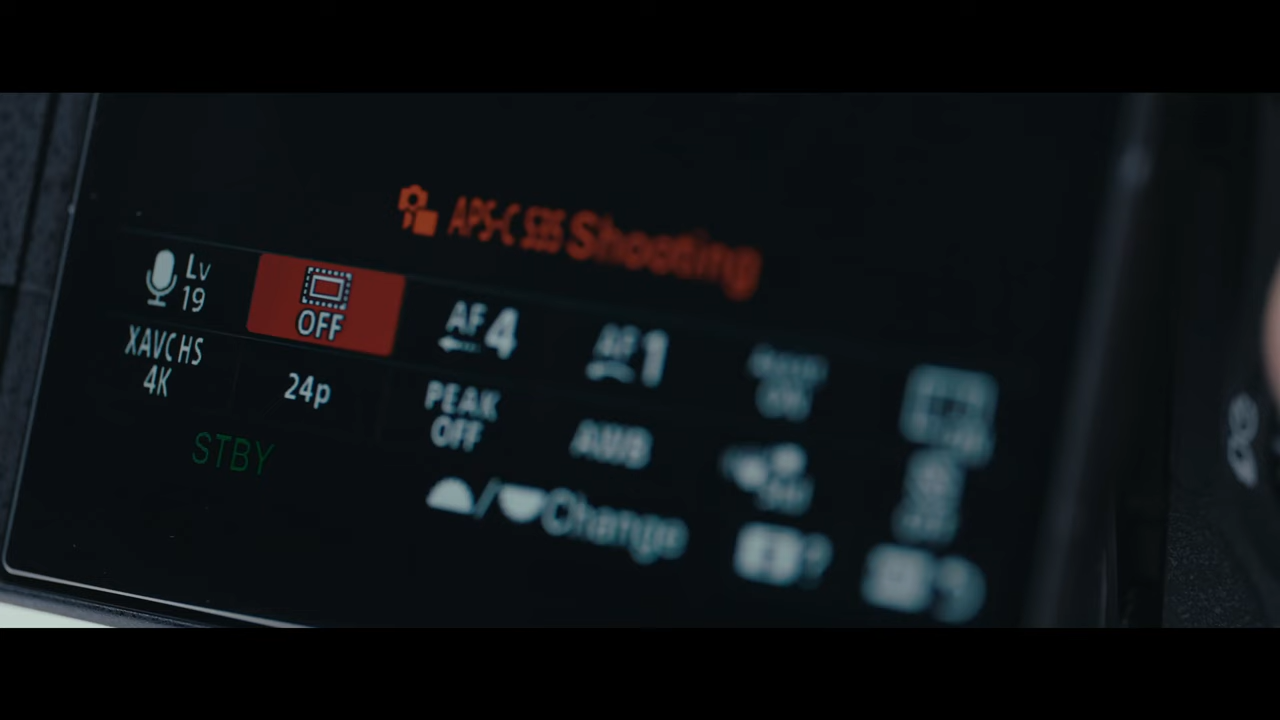 APS-C S35 Shooting
Lv
19
OFF
AF 4
AF 1
XAVC HS
4K
24p
PEAK
OFF
AWB
STBY
/ Change